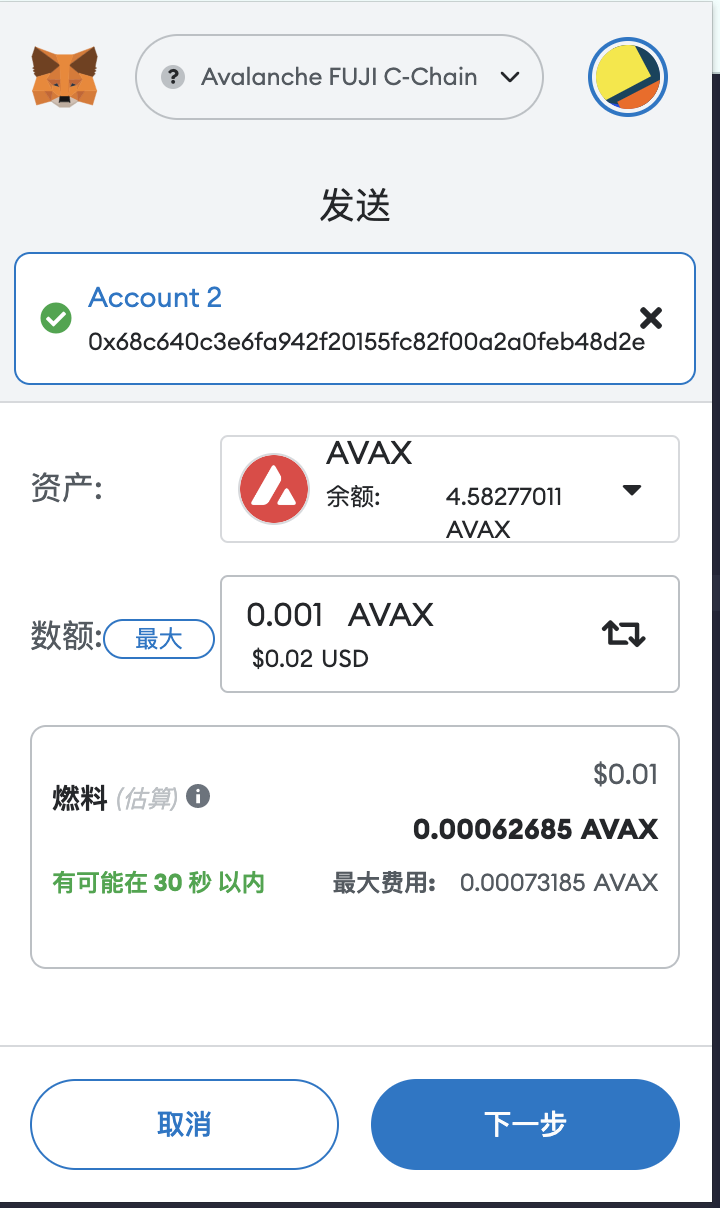 Avalanche FUJI C-Chain
发送
Account 2
0x68c640c3e6fa942f20155fc82f00a2a0feb48d2e
资产:
AVAX
余额: 4.58277011
AVAX
数额: 最大
0.001 AVAX
$0.02 USD
$0.01
燃料 (估算)
0.00062685 AVAX
有可能在 30 秒 以内 最大费用: 0.00073185 AVAX
取消 下一步